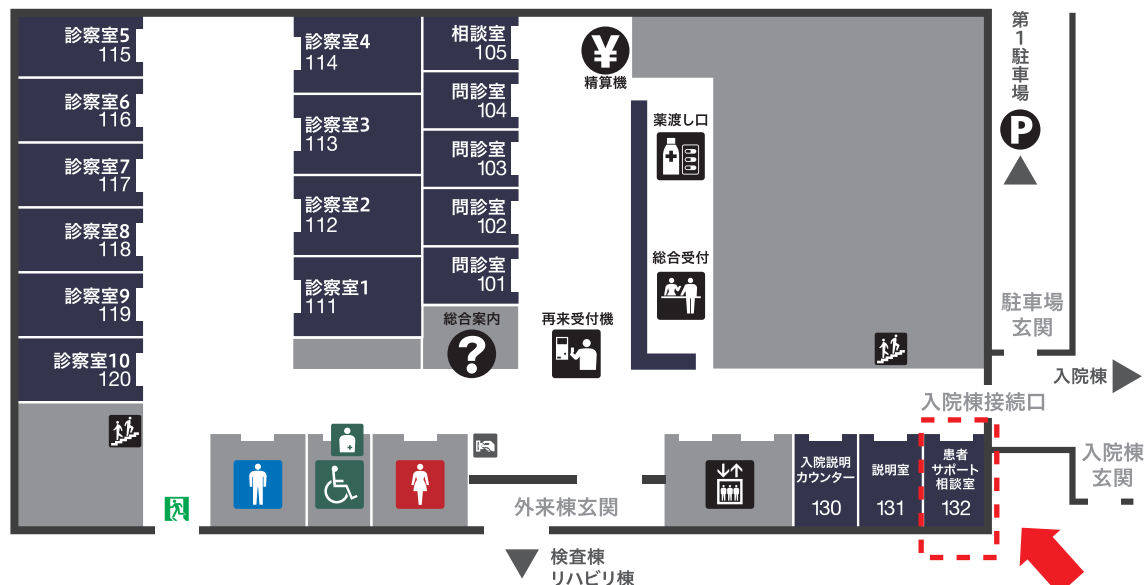 診察室5
115
診察室6
116
診察室7
117
診察室8
118
診察室9
119
診察室10
120
診察室4
114
診察室3
113
診察室2
112
診察室1
111
相談室
105
問診室
104
問診室
103
問診室
102
問診室
101
総合案内
?
再来受付機
¥
精算機
薬渡し口
総合受付
第1駐車場
P
駐車場
玄関
入院棟
入院棟接続口
入院棟
玄関
外来棟玄関
入院説明
カウンター
130
説明室
131
患者
サポート
相談室
132
検査棟
リハビリ棟